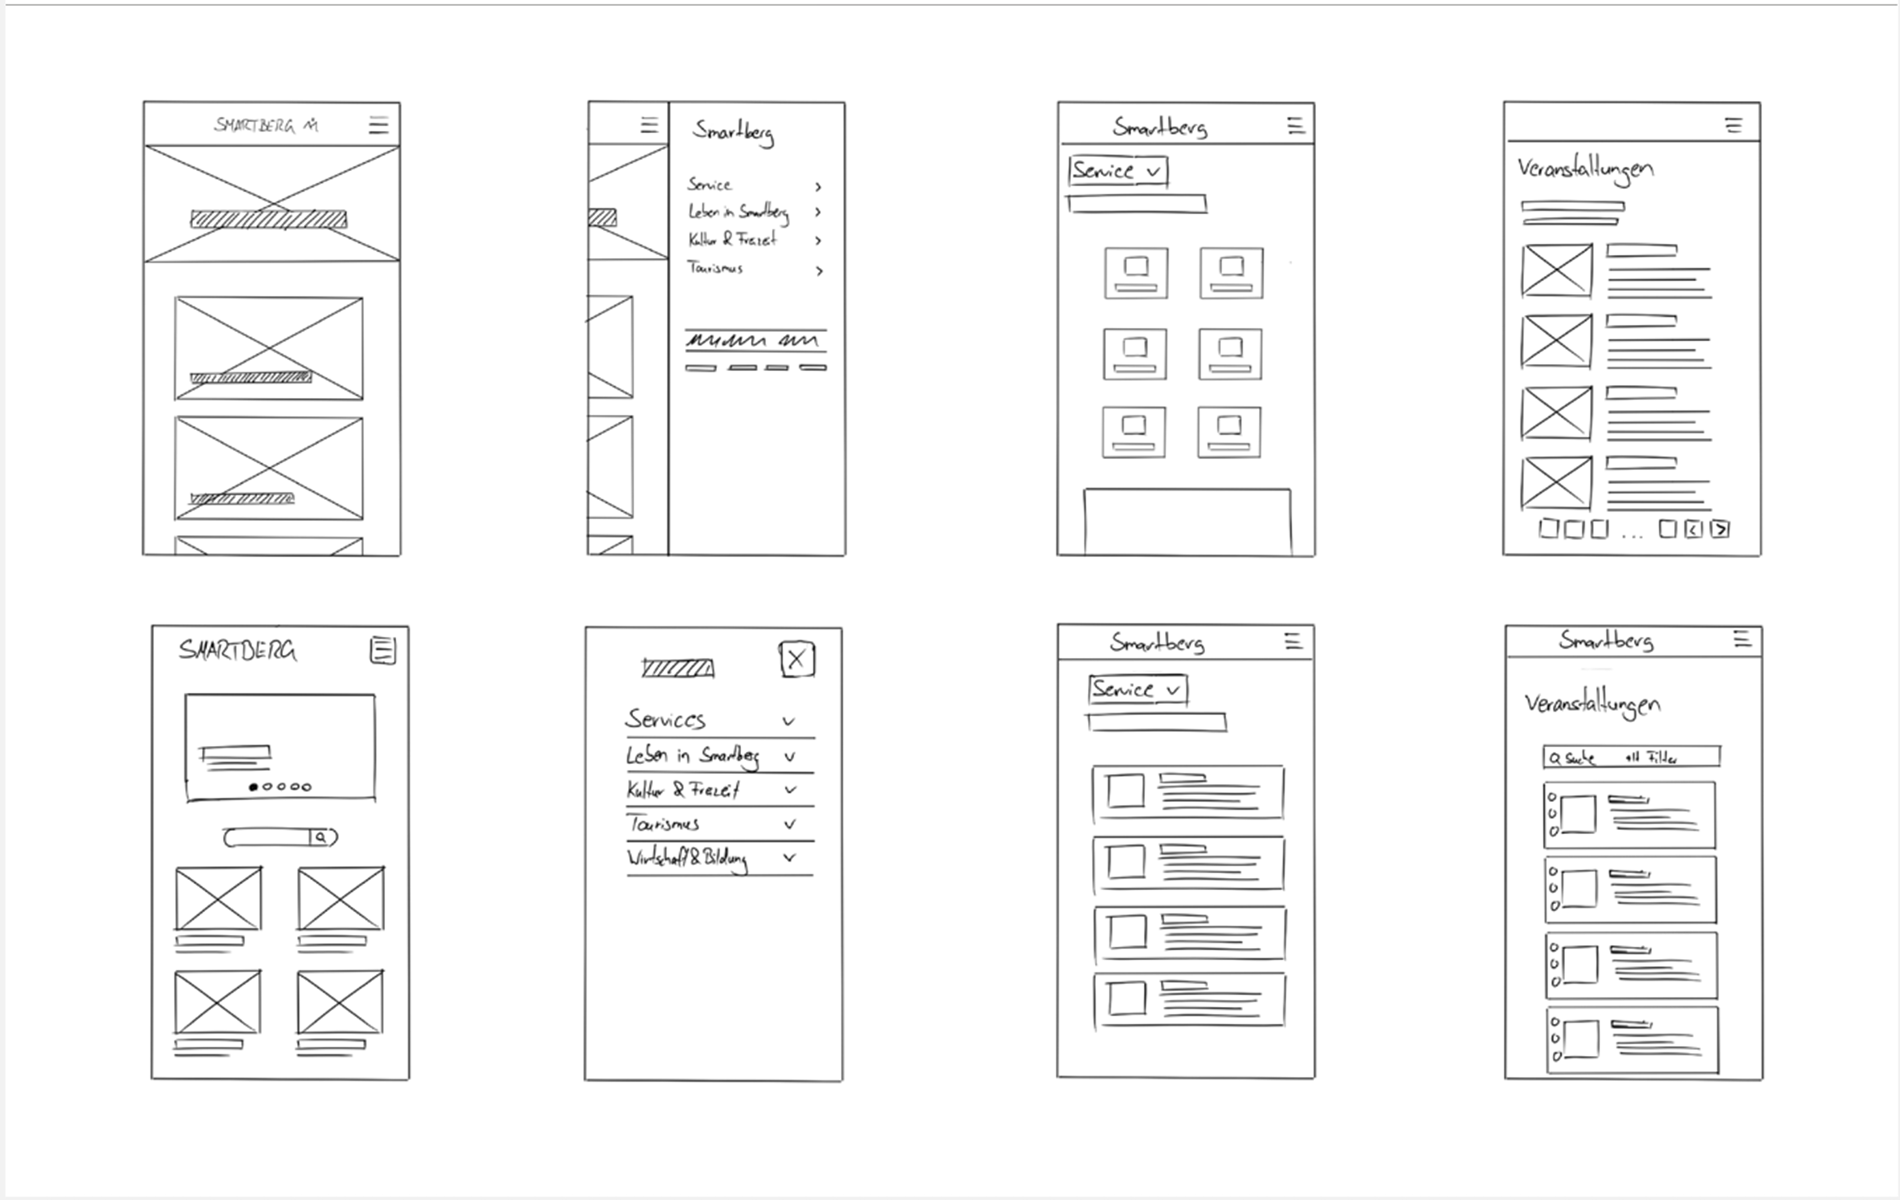 SMARTBERG
Smartberg
Service
Leben in Smartberg
Kultur & Freizeit
Tourismus
Smartberg
Service
Veranstaltungen
SMARTBERG
Services
Leben in Smartberg
Kultur & Freizeit
Tourismus
Wirtschaft & Bildung
Smartberg
Service
Smartberg
Veranstaltungen
Suche Filter